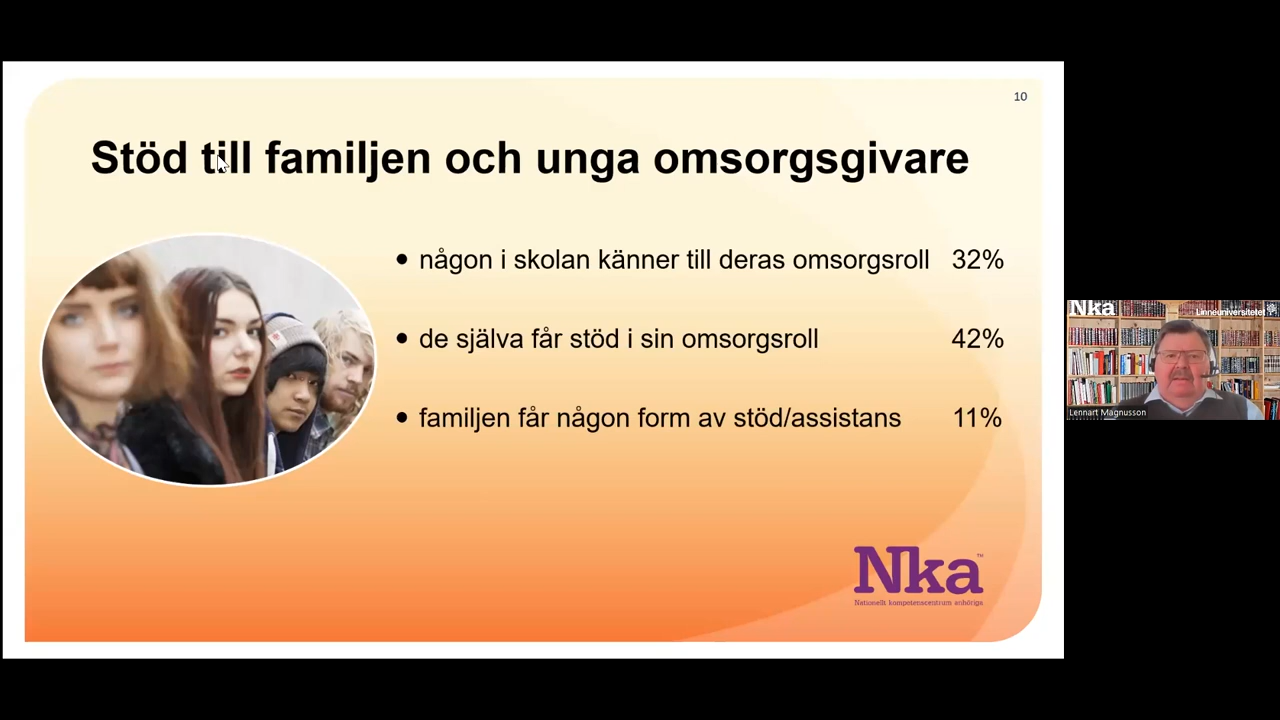 10
Stöd till familjen och unga omsorgsgivare
• någon i skolan känner till deras omsorgsroll 32%
• de själva får stöd i sin omsorgsroll 42%
• familjen får någon form av stöd/assistans 11%
Nka™
Nationellt kompetenscentrum anhöriga
Nka
Linnéuniversitetet
Lennart Magnusson